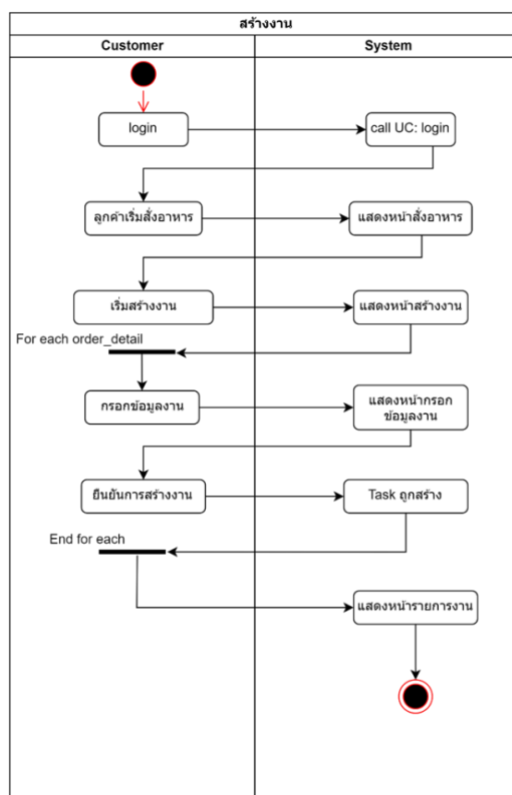 สร้างงาน
Customer
System
login
call UC: login
ลูกค้าเริ่มสั่งอาหาร
แสดงหน้าสั่งอาหาร
เริ่มสร้างงาน
แสดงหน้าสร้างงาน
For each order_detail
กรอกข้อมูลงาน
แสดงหน้ากรอก
ข้อมูลงาน
ยืนยันการสร้างงาน
Task ถูกสร้าง
End for each
แสดงหน้ารายการงาน